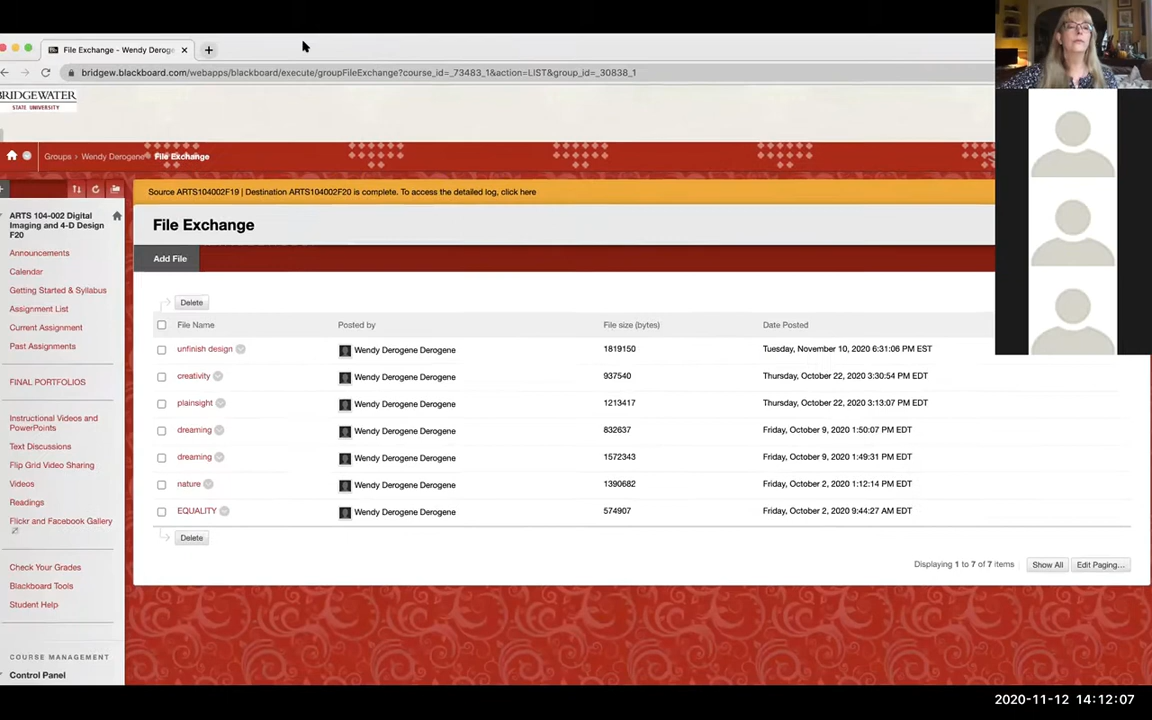 File Exchange - Wendy Deroge
bridgew.blackboard.com/webapps/blackboard/execute/groupFileExchange?course_id=_73483_1&action=LIST&group_id=_30838_1
BRIDGEWATER
STATE UNIVERSITY
Groups > Wendy Derogene > File Exchange
Source ARTS104002F19 | Destination ARTS104002F20 is complete. To access the detailed log, click here
ARTS 104-002 Digital
Imaging and 4-D Design
F20
Announcements
Calendar
Getting Started & Syllabus
Assignment List
Current Assignment
Past Assignments
FINAL PORTFOLIOS
Instructional Videos and
PowerPoints
Text Discussions
Flip Grid Video Sharing
Videos
Readings
Flickr and Facebook Gallery
Check Your Grades
Blackboard Tools
Student Help
COURSE MANAGEMENT
Control Panel
File Exchange
Add File
Delete
File Name Posted by File size (bytes) Date Posted
unfinish design Wendy Derogene Derogene 1819150 Tuesday, November 10, 2020 6:31:06 PM EST
creativity Wendy Derogene Derogene 937540 Thursday, October 22, 2020 3:30:54 PM EDT
plainsight Wendy Derogene Derogene 1213417 Thursday, October 22, 2020 3:13:07 PM EDT
dreaming Wendy Derogene Derogene 832637 Friday, October 9, 2020 1:50:07 PM EDT
dreaming Wendy Derogene Derogene 1572343 Friday, October 9, 2020 1:49:31 PM EDT
nature Wendy Derogene Derogene 1390682 Friday, October 2, 2020 1:12:14 PM EDT
EQUALITY Wendy Derogene Derogene 574907 Friday, October 2, 2020 9:44:27 AM EDT
Delete
Displaying 1 to 7 of 7 items Show All Edit Paging...
2020-11-12 14:12:07